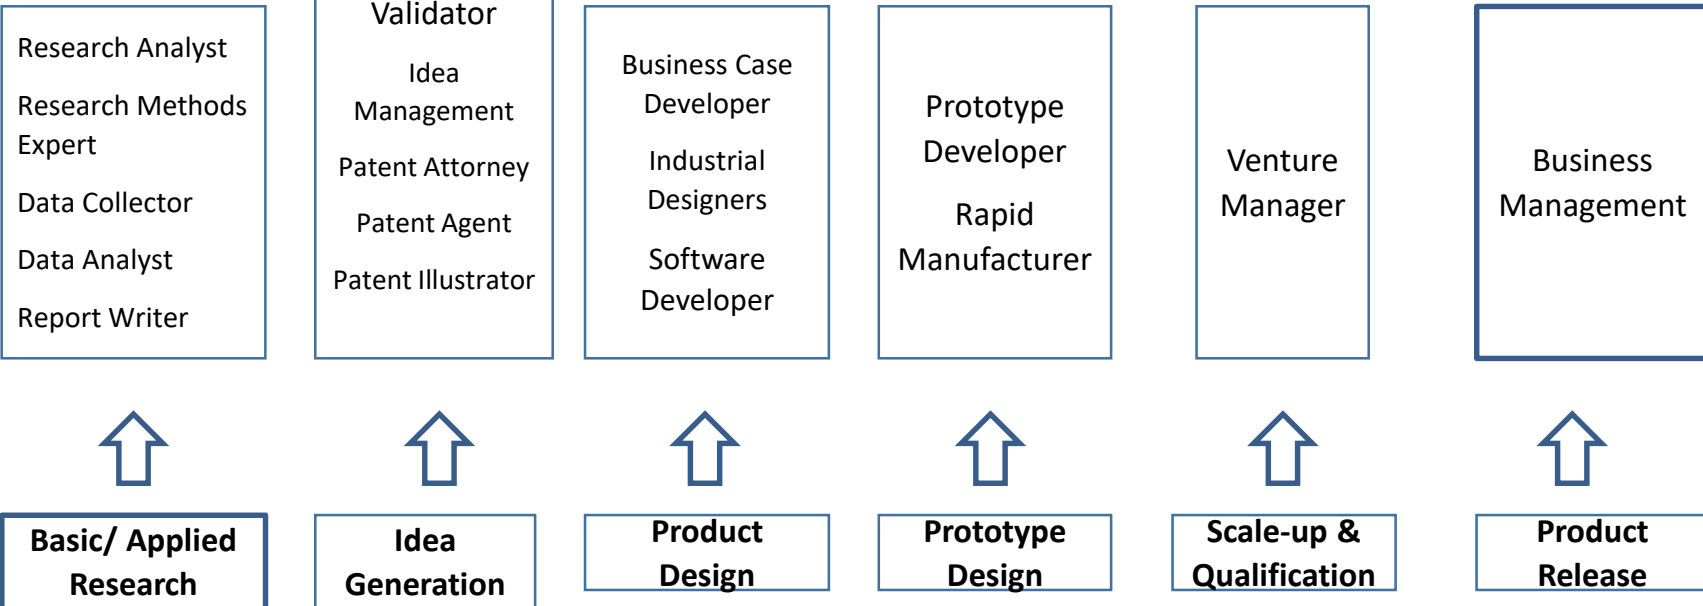 Research Analyst
Research Methods
Expert
Data Collector
Data Analyst
Report Writer
Validator
Idea
Management
Patent Attorney
Patent Agent
Patent Illustrator
Business Case
Developer
Industrial
Designers
Software
Developer
Prototype
Developer
Rapid
Manufacturer
Venture
Manager
Business
Management
Basic/ Applied
Research
Idea
Generation
Product
Design
Prototype
Design
Scale-up &
Qualification
Product
Release